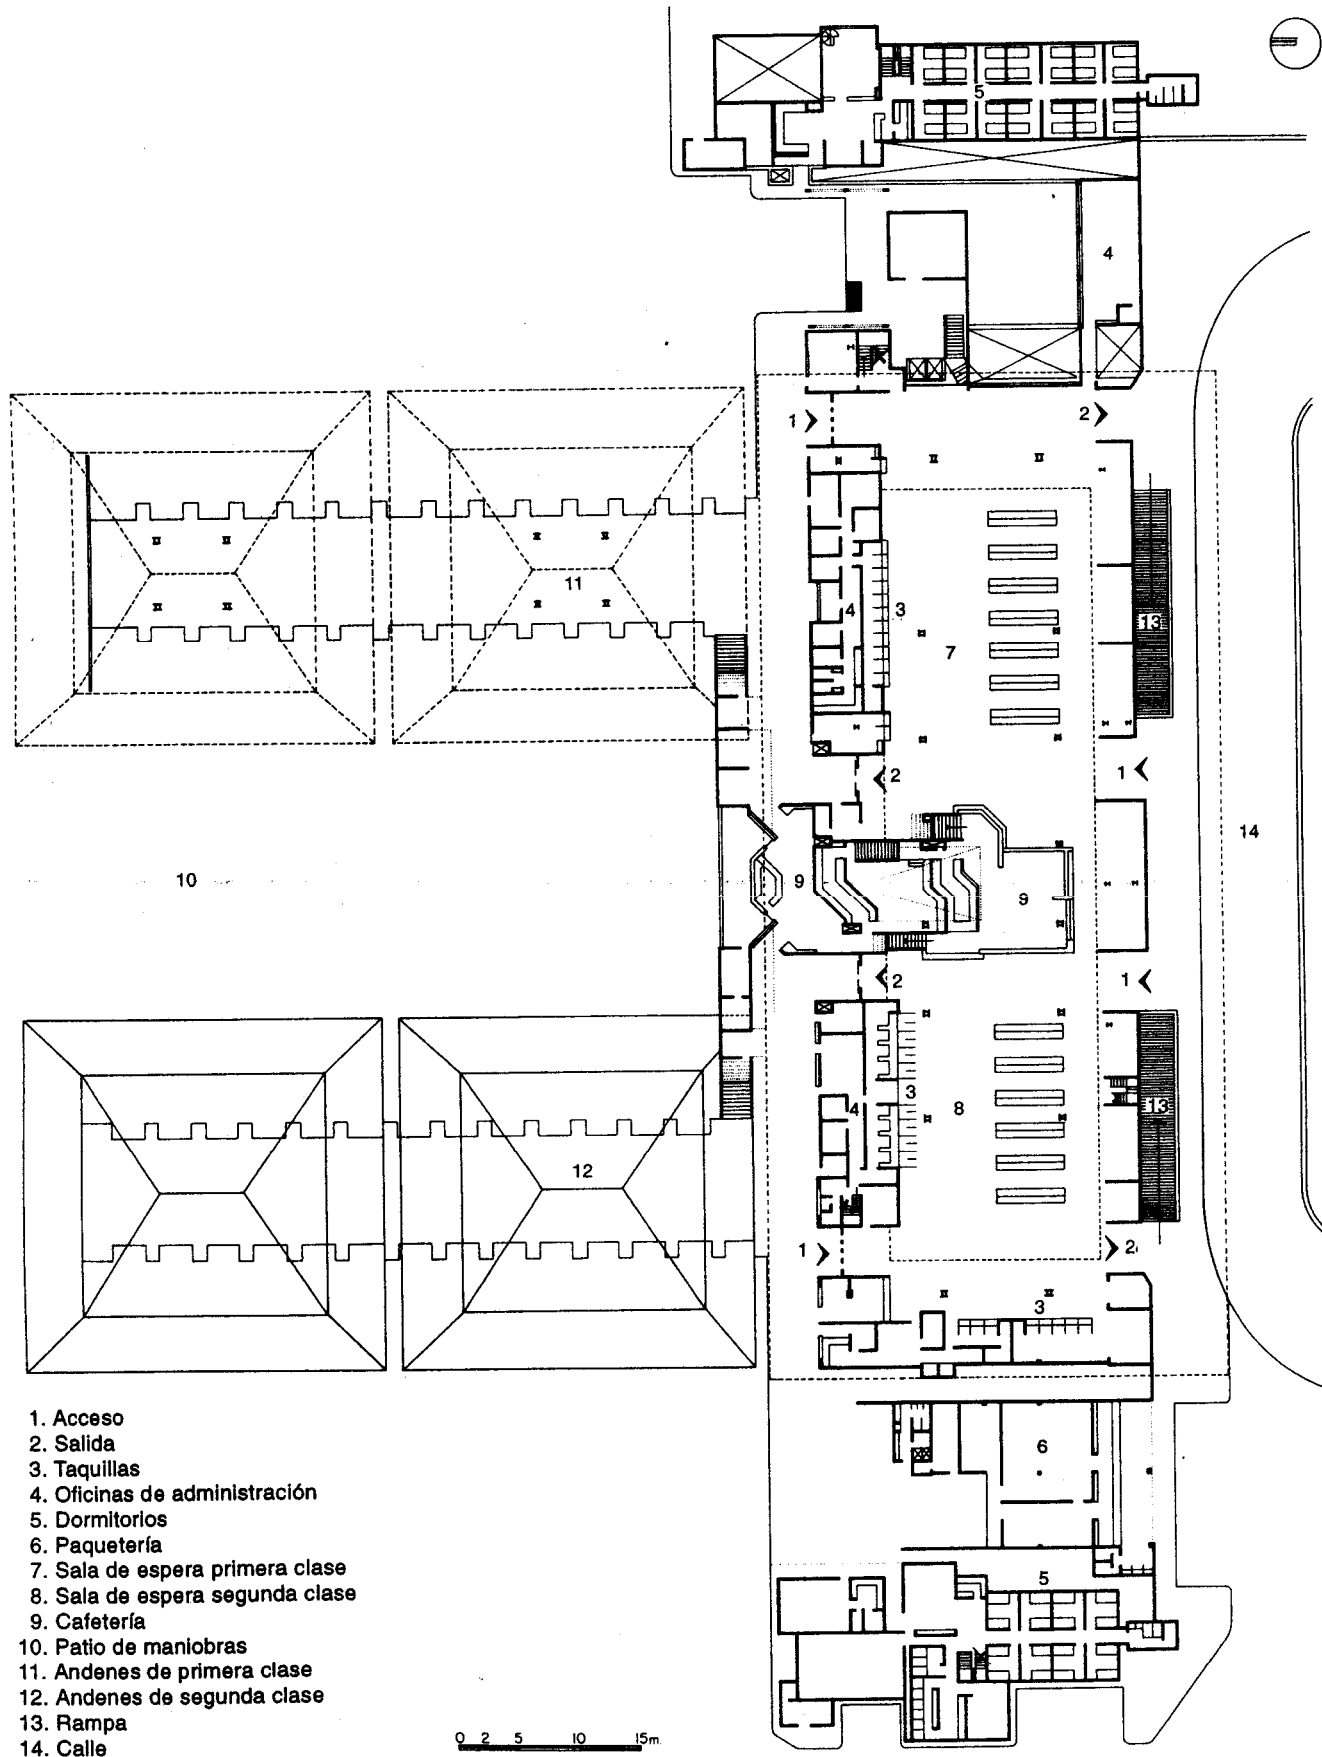 5
4
1
2
11
4
3
7
13
2
1
14
10
9
9
2
1
12
4
3
8
13
1
2
3
6
5
1. Acceso
2. Salida
3. Taquillas
4. Oficinas de administración
5. Dormitorios
6. Paquetería
7. Sala de espera primera clase
8. Sala de espera segunda clase
9. Cafetería
10. Patio de maniobras
11. Andenes de primera clase
12. Andenes de segunda clase
13. Rampa
14. Calle
0 2 5 10 15m.